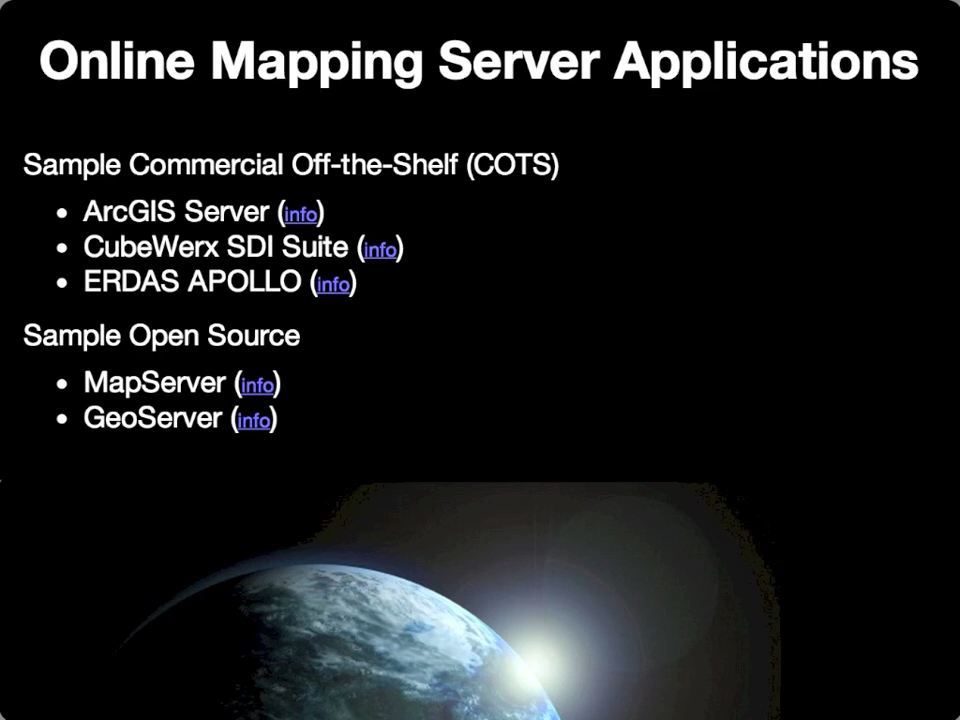 Online Mapping Server Applications
Sample Commercial Off-the-Shelf (COTS)
• ArcGIS Server (info)
• CubeWerx SDI Suite (info)
• ERDAS APOLLO (info)
Sample Open Source
• MapServer (info)
• GeoServer (info)